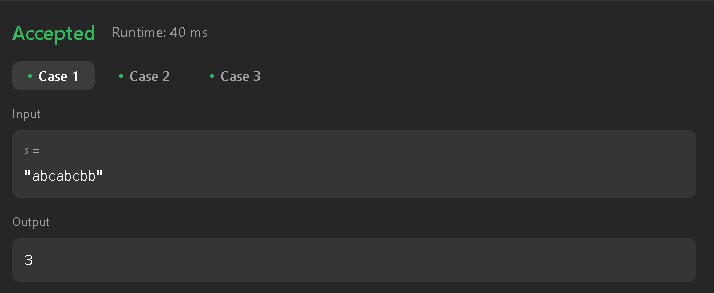 Accepted Runtime: 40 ms
• Case 1 • Case 2 • Case 3
Input
s =
"abcabcbb"
Output
3